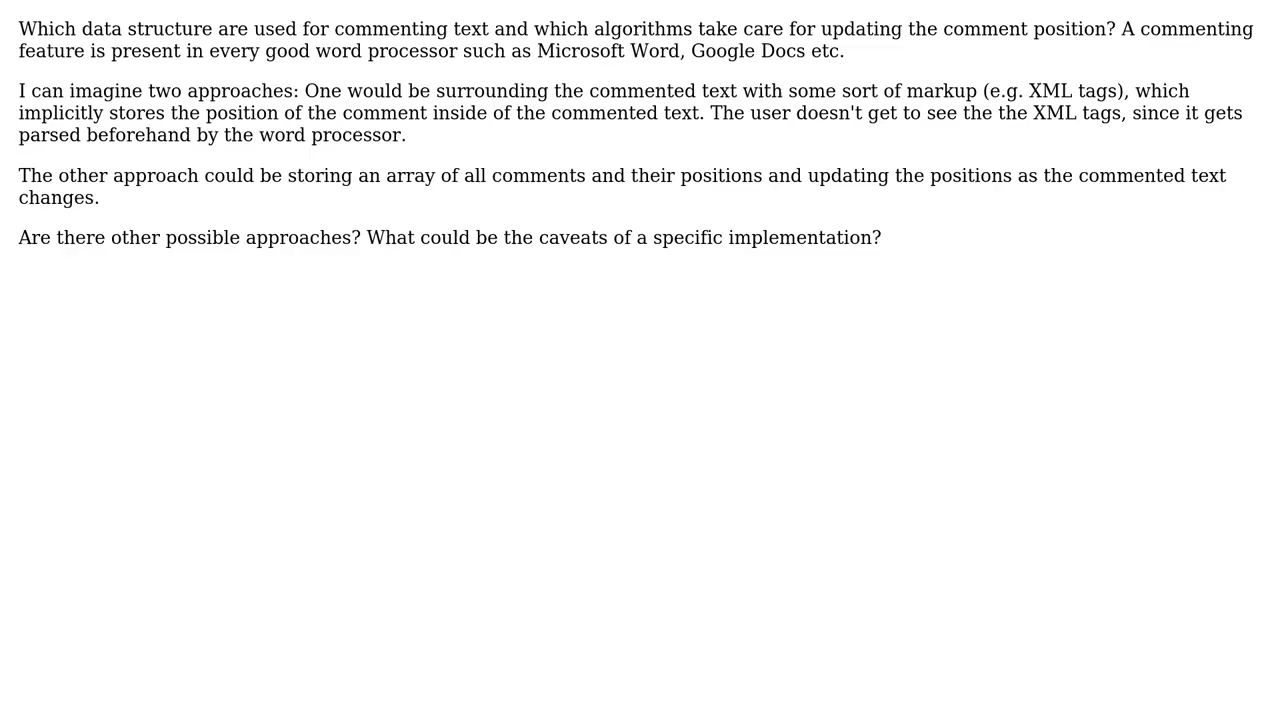 Which data structure are used for commenting text and which algorithms take care for updating the comment position? A commenting
feature is present in every good word processor such as Microsoft Word, Google Docs etc.
I can imagine two approaches: One would be surrounding the commented text with some sort of markup (e.g. XML tags), which
implicitly stores the position of the comment inside of the commented text. The user doesn't get to see the the XML tags, since it gets
parsed beforehand by the word processor.
The other approach could be storing an array of all comments and their positions and updating the positions as the commented text
changes.
Are there other possible approaches? What could be the caveats of a specific implementation?